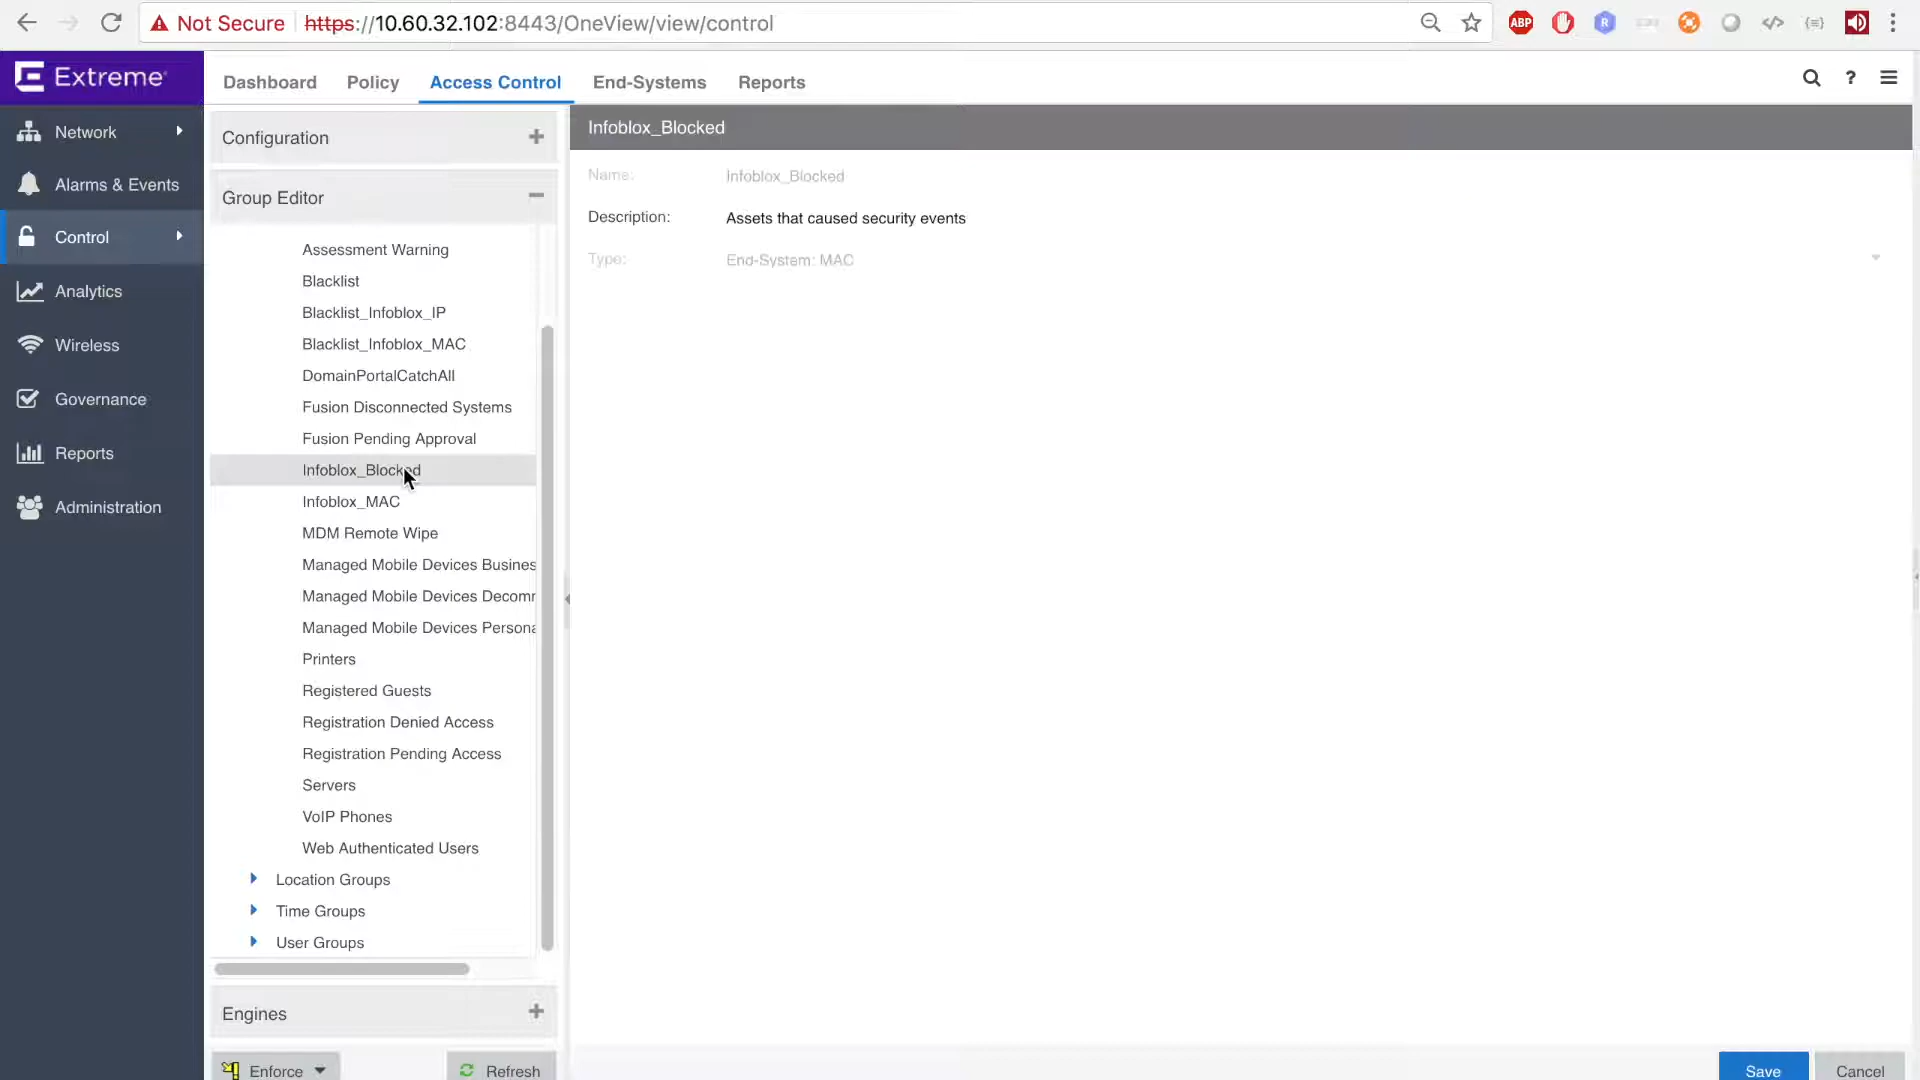 Not Secure https://10.60.32.102:8443/OneView/view/control
ABP
R
Extreme
Dashboard Policy Access Control End-Systems Reports
Network
Alarms & Events
Control
Analytics
Wireless
Governance
Reports
Administration
Configuration
Group Editor
Assessment Warning
Blacklist
Blacklist_Infoblox_IP
Blacklist_Infoblox_MAC
DomainPortalCatchAll
Fusion Disconnected Systems
Fusion Pending Approval
Infoblox_Blocked
Infoblox_MAC
MDM Remote Wipe
Managed Mobile Devices Busines
Managed Mobile Devices Decom
Managed Mobile Devices Persona
Printers
Registered Guests
Registration Denied Access
Registration Pending Access
Servers
VoIP Phones
Web Authenticated Users
Location Groups
Time Groups
User Groups
Engines
Enforce Refresh
Infoblox_Blocked
Name: Infoblox_Blocked
Description: Assets that caused security events
Type: End-System: MAC
Save Cancel